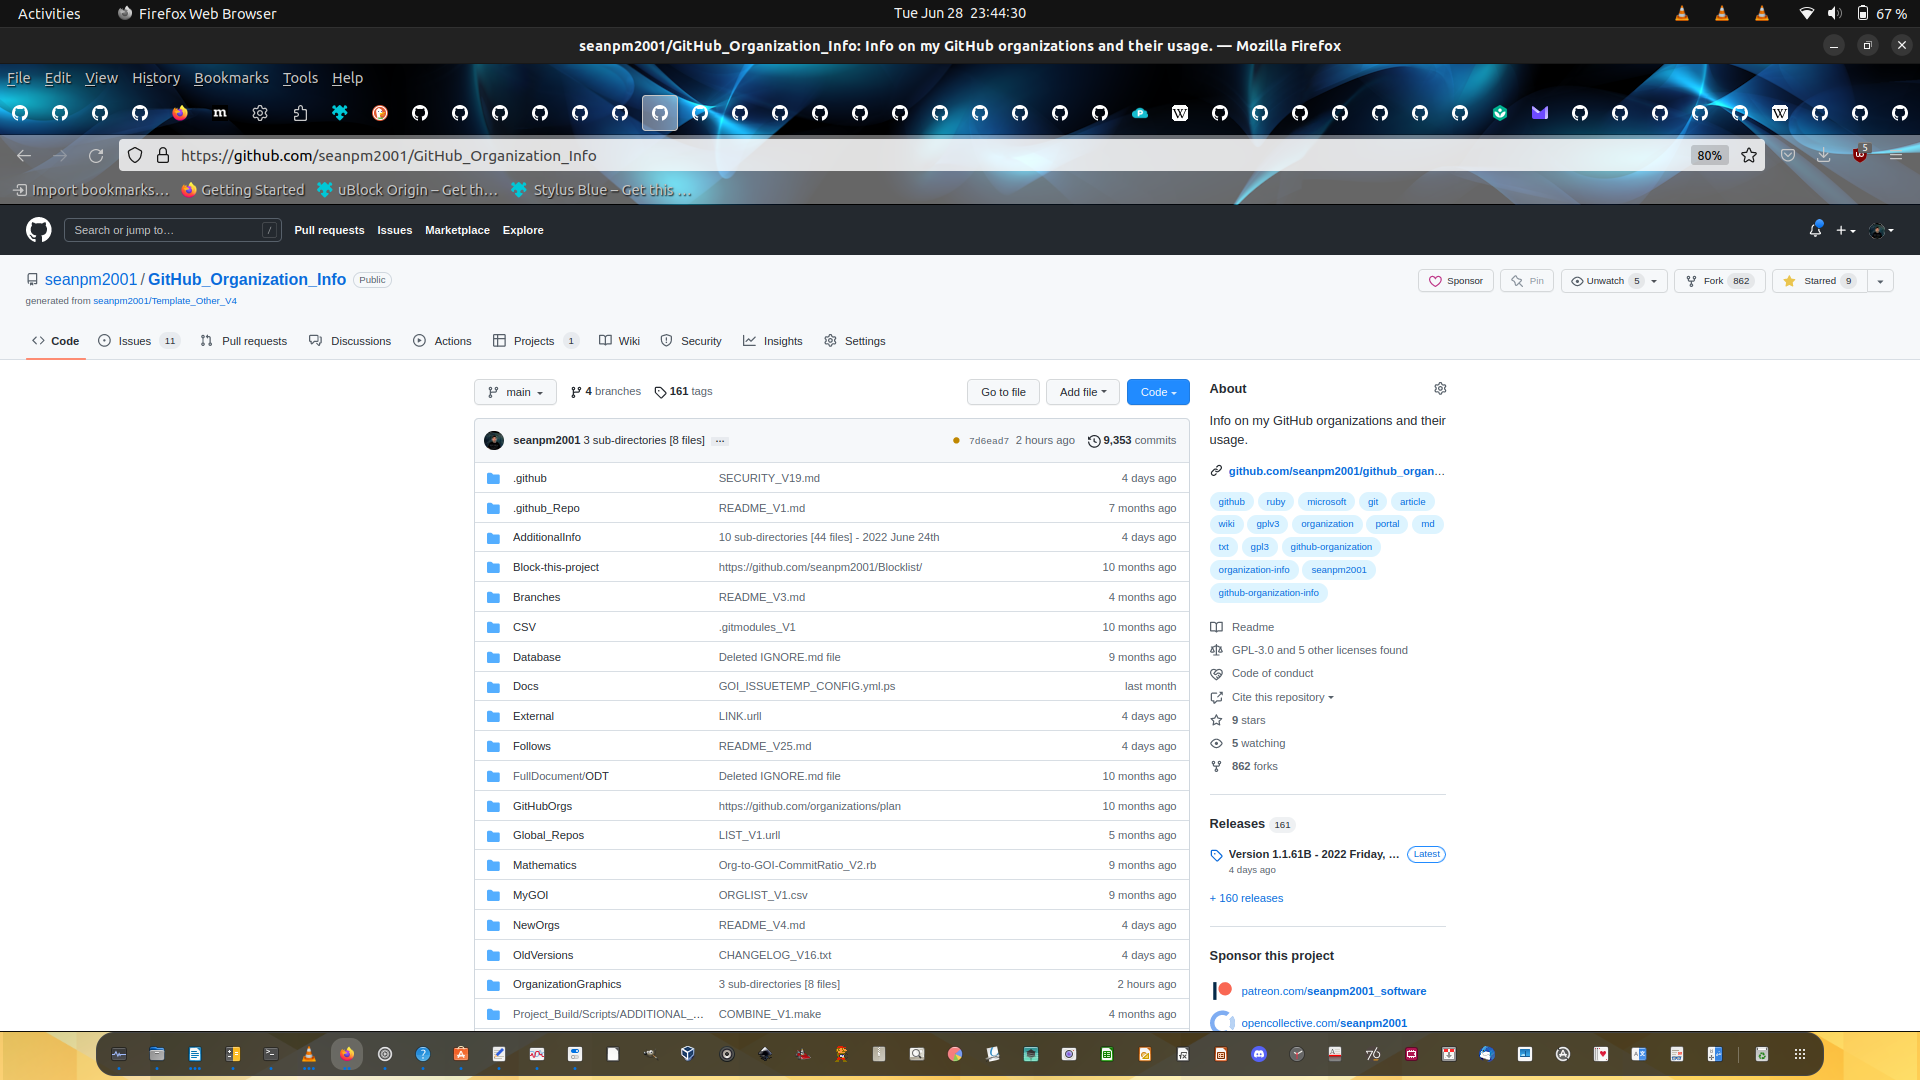 Activities
Firefox Web Browser
Tue Jun 28 23:44:30
67 %
seanpm2001/GitHub_Organization_Info: Info on my GitHub organizations and their usage. — Mozilla Firefox
File Edit View History Bookmarks Tools Help
https://github.com/seanpm2001/GitHub_Organization_Info
80%
5
Import bookmarks…
Getting Started
uBlock Origin – Get th…
Stylus Blue – Get this …
Search or jump to…
/
Pull requests
Issues
Marketplace
Explore
seanpm2001 / GitHub_Organization_Info
Public
generated from seanpm2001/Template_Other_V4
Sponsor
Pin
Unwatch 5
Fork 862
Starred 9
Code
Issues 11
Pull requests
Discussions
Actions
Projects 1
Wiki
Security
Insights
Settings
main
4 branches
161 tags
Go to file
Add file
Code
seanpm2001 3 sub-directories [8 files] ...
7d6ead7 2 hours ago
9,353 commits
.github SECURITY_V19.md 4 days ago
.github_Repo README_V1.md 7 months ago
AdditionalInfo 10 sub-directories [44 files] - 2022 June 24th 4 days ago
Block-this-project https://github.com/seanpm2001/Blocklist/ 10 months ago
Branches README_V3.md 4 months ago
CSV .gitmodules_V1 10 months ago
Database Deleted IGNORE.md file 9 months ago
Docs GOI_ISSUETEMP_CONFIG.yml.ps last month
External LINK.urll 4 days ago
Follows README_V25.md 4 days ago
FullDocument/ODT Deleted IGNORE.md file 10 months ago
GitHubOrgs https://github.com/organizations/plan 10 months ago
Global_Repos LIST_V1.urll 5 months ago
Mathematics Org-to-GOI-CommitRatio_V2.rb 9 months ago
MyGOI ORGLIST_V1.csv 9 months ago
NewOrgs README_V4.md 4 days ago
OldVersions CHANGELOG_V16.txt 4 days ago
OrganizationGraphics 3 sub-directories [8 files] 2 hours ago
Project_Build/Scripts/ADDITIONAL_… COMBINE_V1.make 4 months ago
About
Info on my GitHub organizations and their
usage.
github.com/seanpm2001/github_organ…
github ruby microsoft git article
wiki gplv3 organization portal md
txt gpl3 github-organization
organization-info seanpm2001
github-organization-info
Readme
GPL-3.0 and 5 other licenses found
Code of conduct
Cite this repository
9 stars
5 watching
862 forks
Releases 161
Version 1.1.61B - 2022 Friday, … Latest
4 days ago
+ 160 releases
Sponsor this project
patreon.com/seanpm2001_software
opencollective.com/seanpm2001